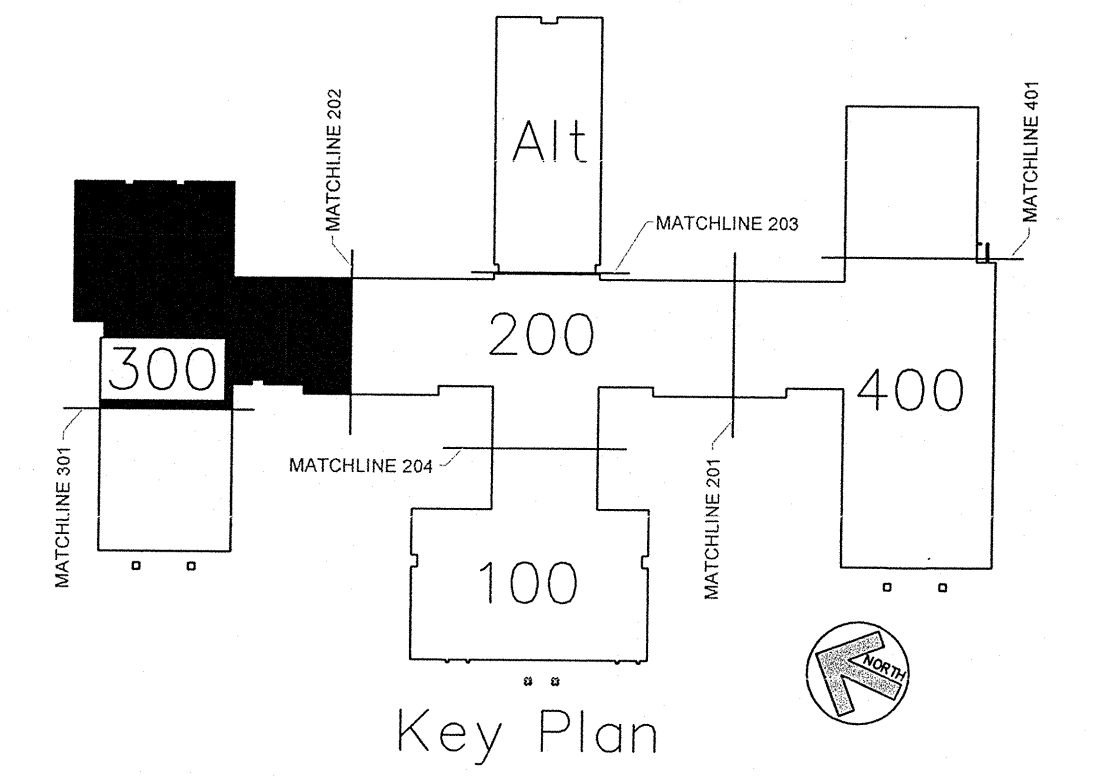 Alt
MATCHLINE 202
MATCHLINE 401
MATCHLINE 203
200
300
400
MATCHLINE 204
MATCHLINE 301
MATCHLINE 201
100
NORTH
Key Plan